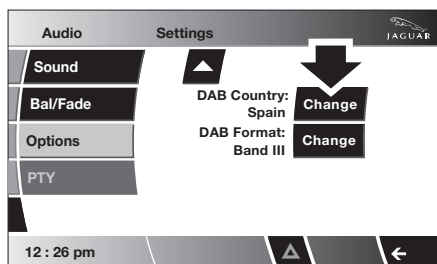 Audio Settings JAGUAR
Sound
Bal/Fade DAB Country: Change
Spain
Options DAB Format: Change
Band III
PTY
12 : 26 pm